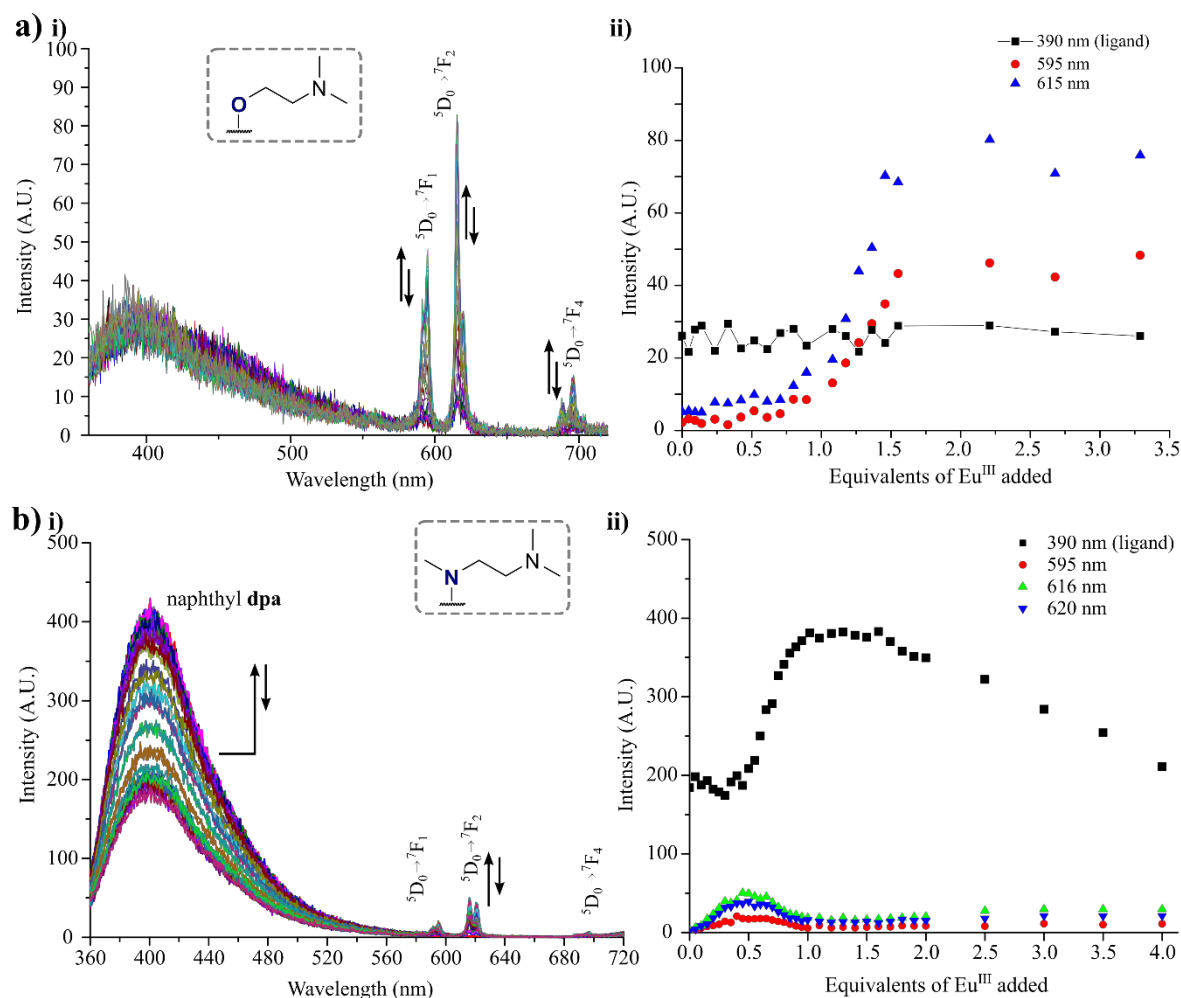 a) i)
100
90
80
70
60
50
40
30
20
10
0
Intensity (A.U.)
O
N
⁵D₀→⁷F₁
⁵D₀→⁷F₂
⁵D₀→⁷F₄
400
500
600
700
Wavelength (nm)
ii)
390 nm (ligand)
595 nm
615 nm
100
80
60
40
20
0
Intensity (A.U.)
0.0
0.5
1.0
1.5
2.0
2.5
3.0
3.5
Equivalents of Euᴵᴵᴵ added
b) i)
500
400
300
200
100
0
Intensity (A.U.)
naphthyl dpa
N
N
⁵D₀→⁷F₁
⁵D₀→⁷F₂
⁵D₀→⁷F₄
360
400
440
480
520
560
600
640
680
720
Wavelength (nm)
ii)
390 nm (ligand)
595 nm
616 nm
620 nm
500
400
300
200
100
0
Intensity (A.U.)
0.0
0.5
1.0
1.5
2.0
2.5
3.0
3.5
4.0
Equivalents of Euᴵᴵᴵ added